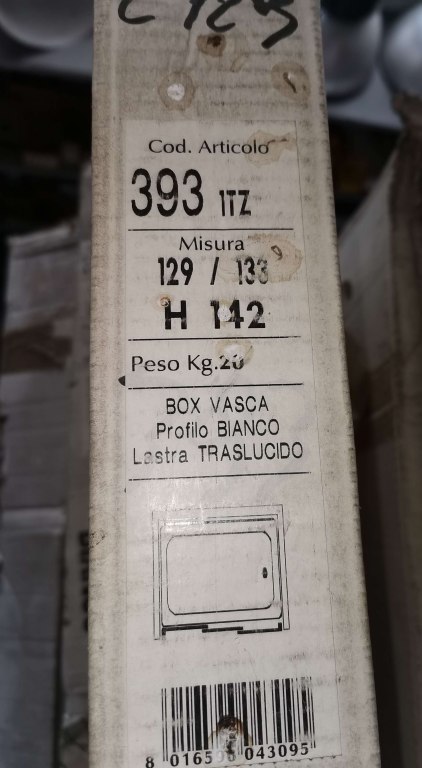 Cod. Articolo
393 1TZ
Misura
129 / 133
H 142
Peso Kg.20
BOX VASCA
Profilo BIANCO
Lastra TRASLUCIDO
8 043095